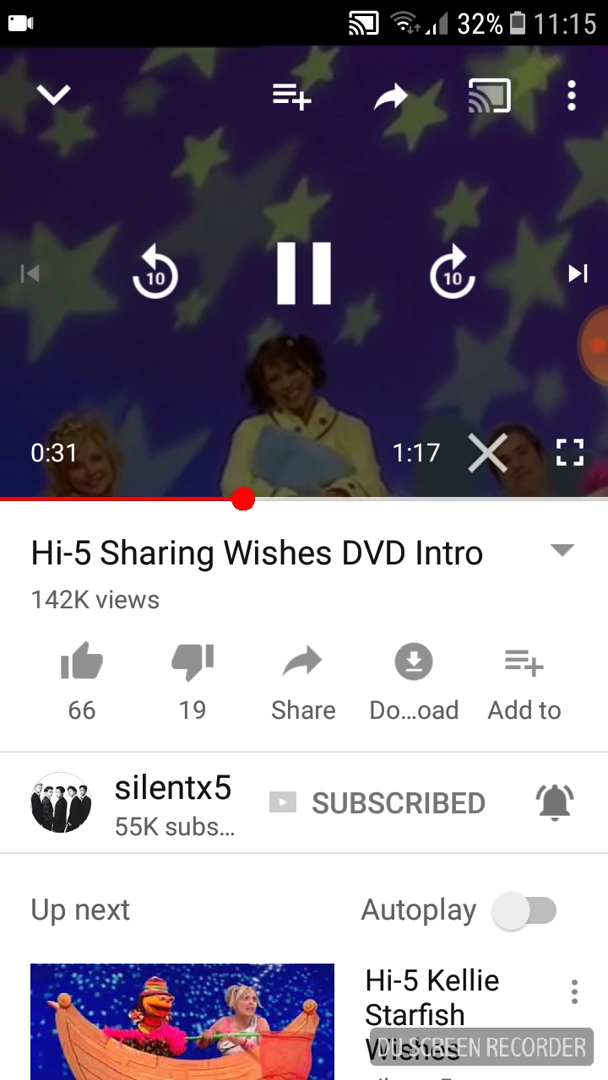 32% 11:15
10
10
0:31
1:17
Hi-5 Sharing Wishes DVD Intro
142K views
66
19
Share
Do...oad
Add to
silentx5
55K subs...
SUBSCRIBED
Up next
Autoplay
Hi-5 Kellie
Starfish
Wishes
DU SCREEN RECORDER